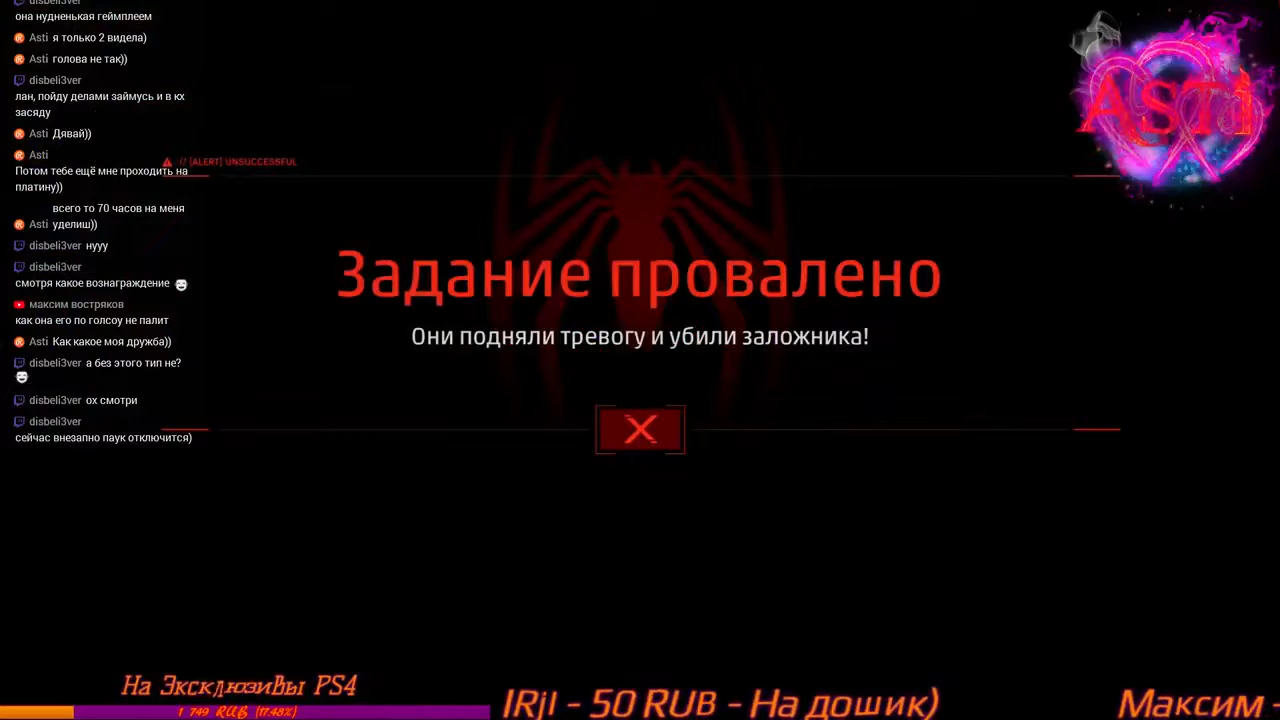 disbeli3ver
она нудненькая геймплеем
Asti я только 2 видела)
Asti голова не так))
disbeli3ver
лан, пойду делами займусь и в кх
засяду
Asti Дявай))
Asti
Потом тебе ещё мне проходить на
платину))
всего то 70 часов на меня
Asti уделиш))
disbeli3ver нууу
disbeli3ver
смотря какое вознаграждение
максим востряков
как она его по голсоу не палит
Asti Как какое моя дружба))
disbeli3ver а без этого тип не?
disbeli3ver ох смотри
disbeli3ver
сейчас внезапно паук отключится)
// [ALERT] UNSUCCESSFUL
Задание провалено
Они подняли тревогу и убили заложника!
X
ASTI
На Эксклюзивы PS4
1 749 RUB (17.48%)
IRjI - 50 RUB - На дошик)
Максим -